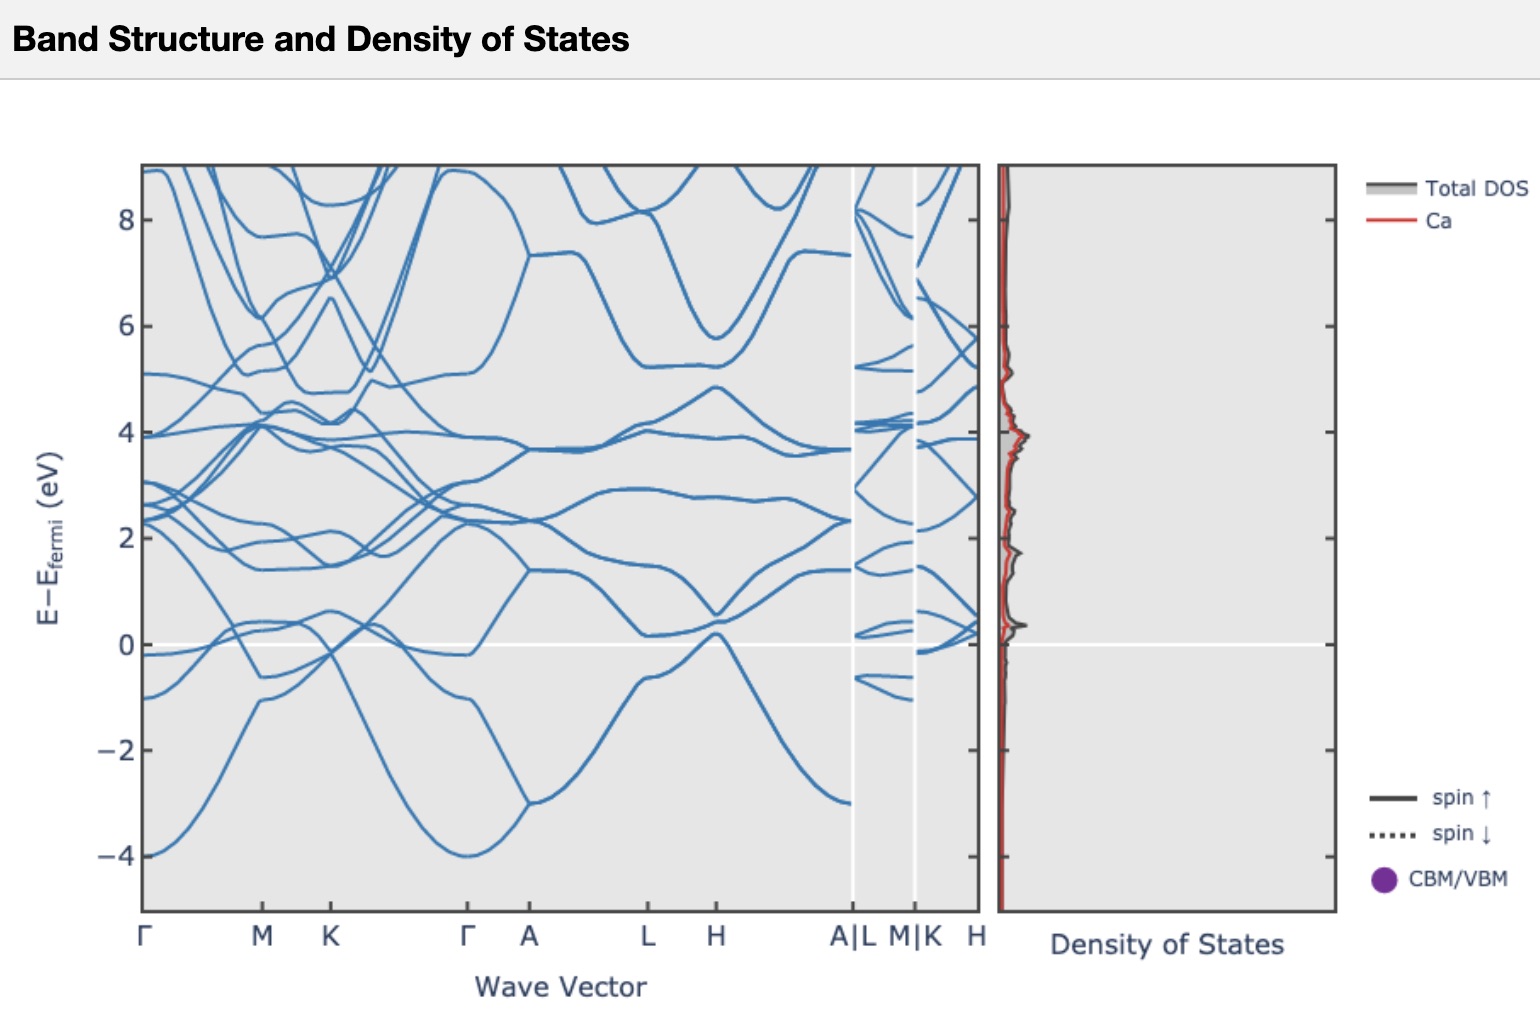 Band Structure and Density of States
E−E_fermi (eV)
8
6
4
2
0
−2
−4
Γ M K Γ A L H A|L M|K H
Wave Vector
Density of States
Total DOS
Ca
spin ↑
spin ↓
CBM/VBM